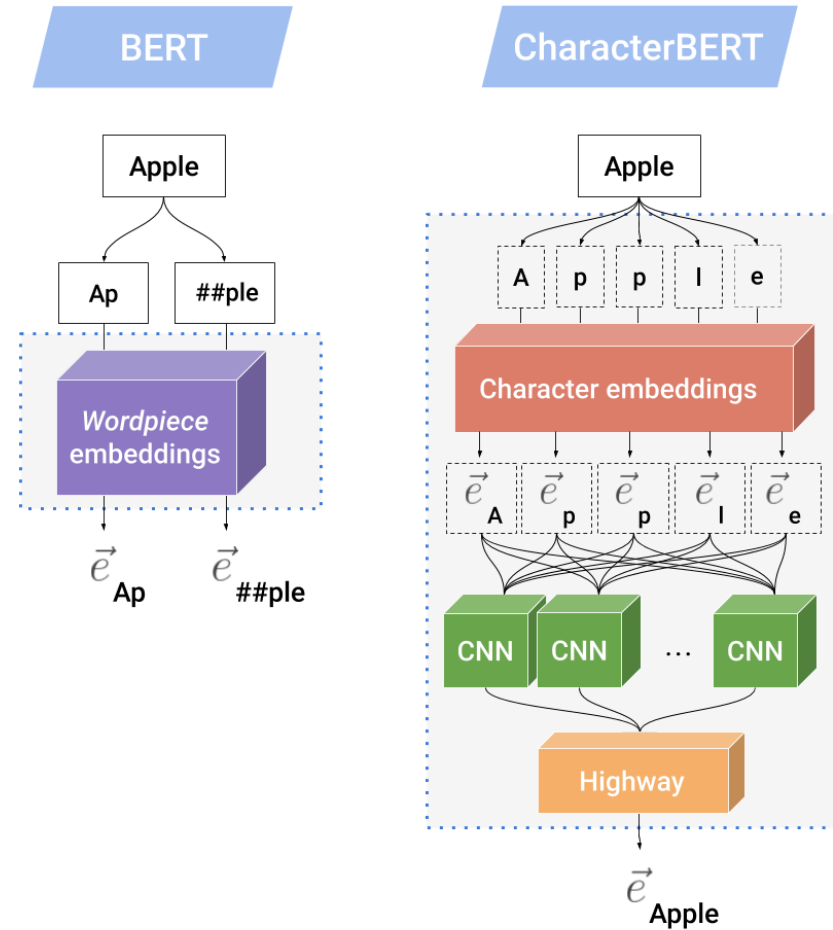 BERT
Apple
Ap
##ple
Wordpiece
embeddings
e⃗ Ap
e⃗ ##ple
CharacterBERT
Apple
A p p l e
Character embeddings
e⃗ A e⃗ p e⃗ p e⃗ l e⃗ e
CNN CNN ... CNN
Highway
e⃗ Apple